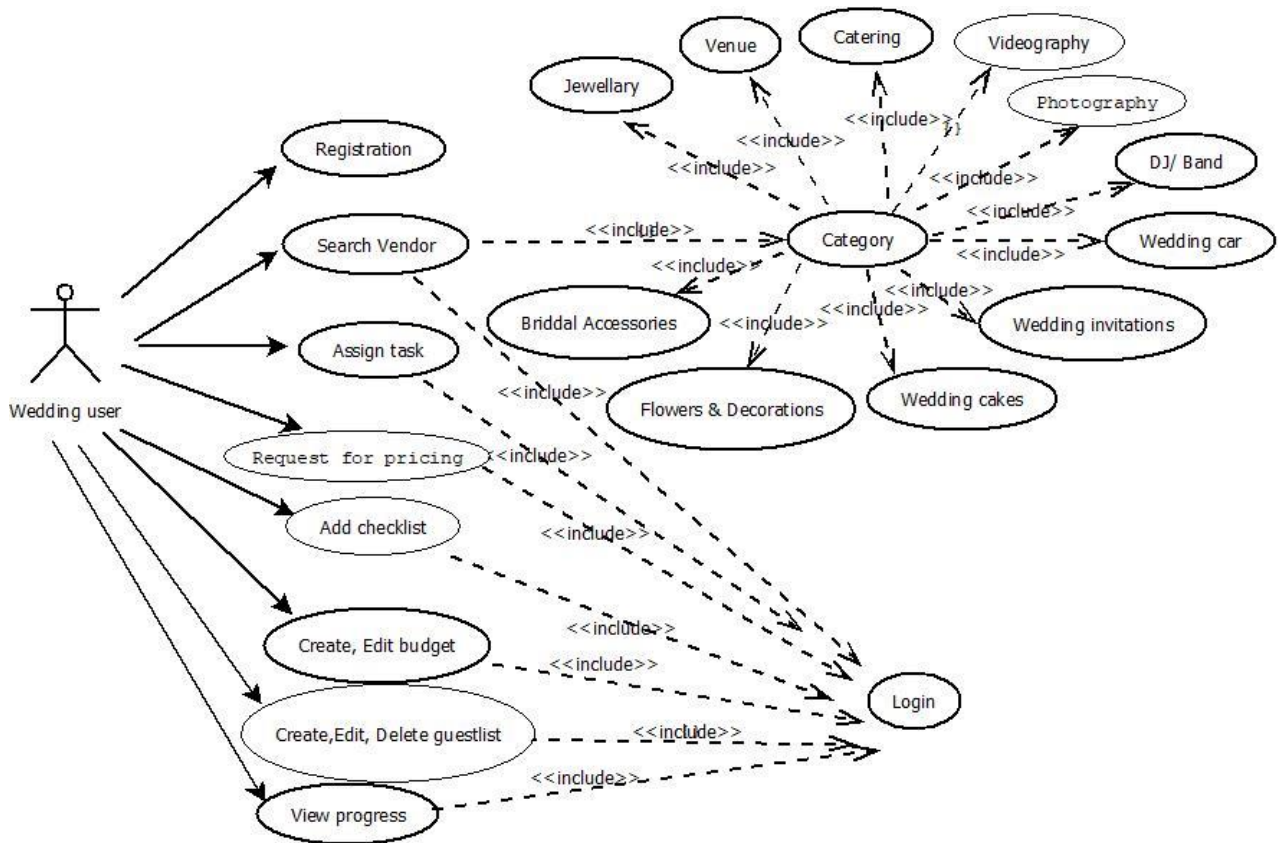 Venue
Catering
Videography
Jewellary
Photography
<<include>>
}}
<<include>>
Registration
<<include>>
<<include>>
DJ/ Band
<<include>>
<<include>>
Search Vendor
<<include>>
Category
Wedding car
<<include>>
<<include>>
<<include>>
<<include>>
<<include>>
Briddal Accessories
Wedding invitations
Assign task
Wedding cakes
Flowers & Decorations
Wedding user
<<include>>
Request for pricing
<<include>>
Add checklist
<<include>>
<<include>>
Create, Edit budget
<<include>>
Login
Create,Edit, Delete guestlist
<<include>>
<<include>>
View progress